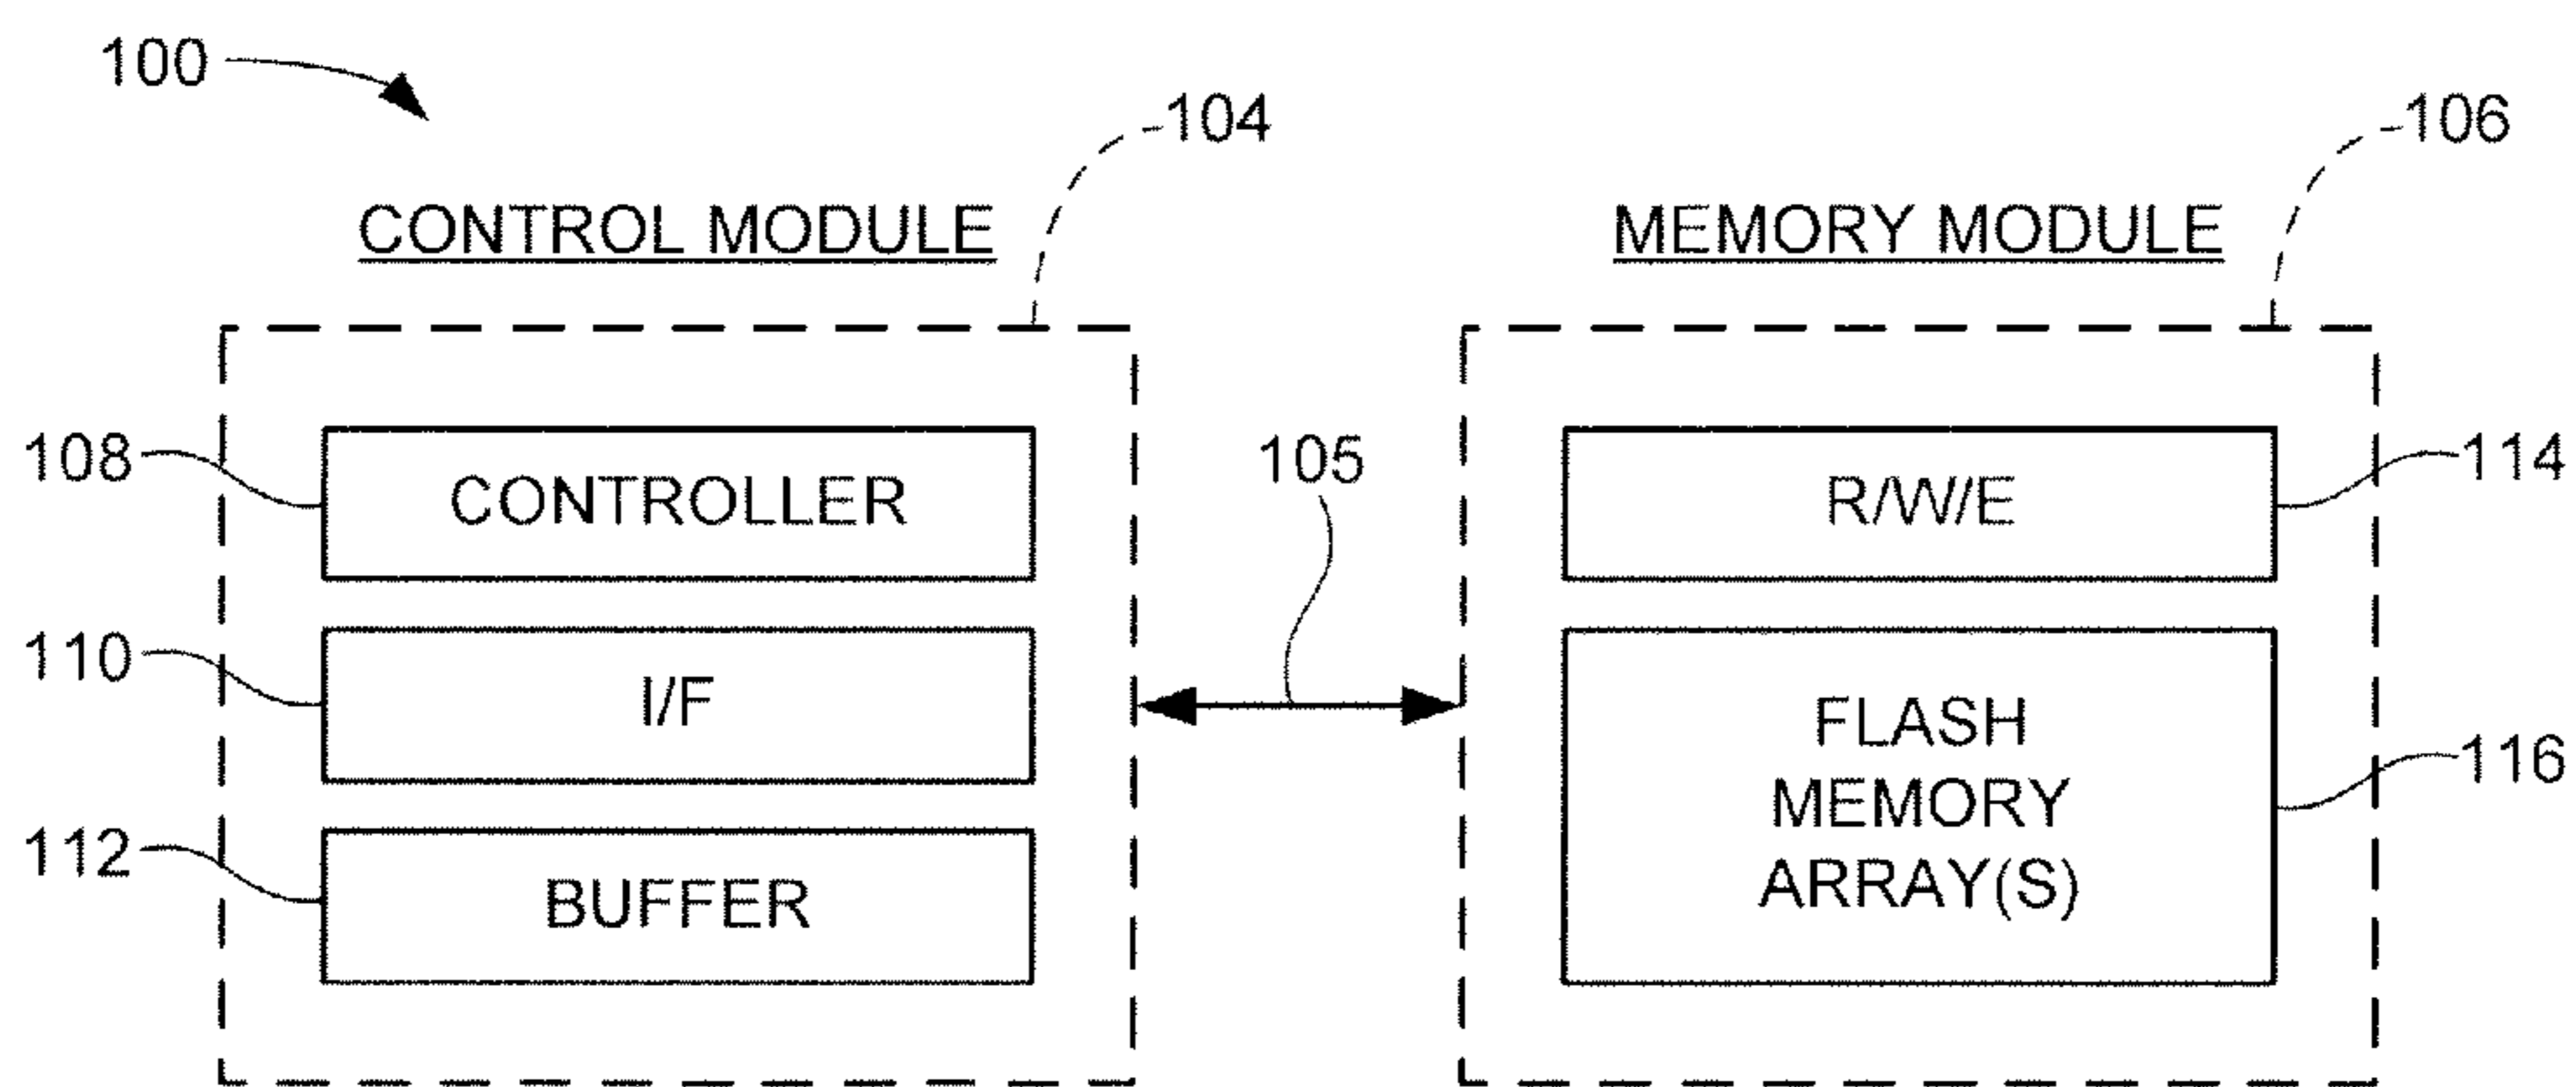 100
104
106
CONTROL MODULE
MEMORY MODULE
108
CONTROLLER
105
R/W/E
114
110
I/F
FLASH
MEMORY
ARRAY(S)
116
112
BUFFER